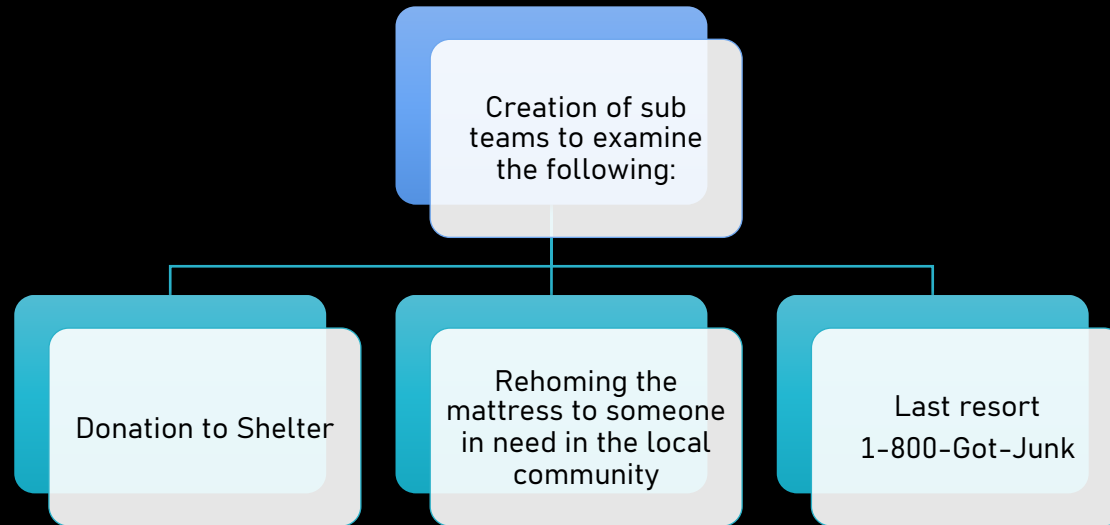 Creation of sub
teams to examine
the following:
Donation to Shelter
Rehoming the
mattress to someone
in need in the local
community
Last resort
1-800-Got-Junk